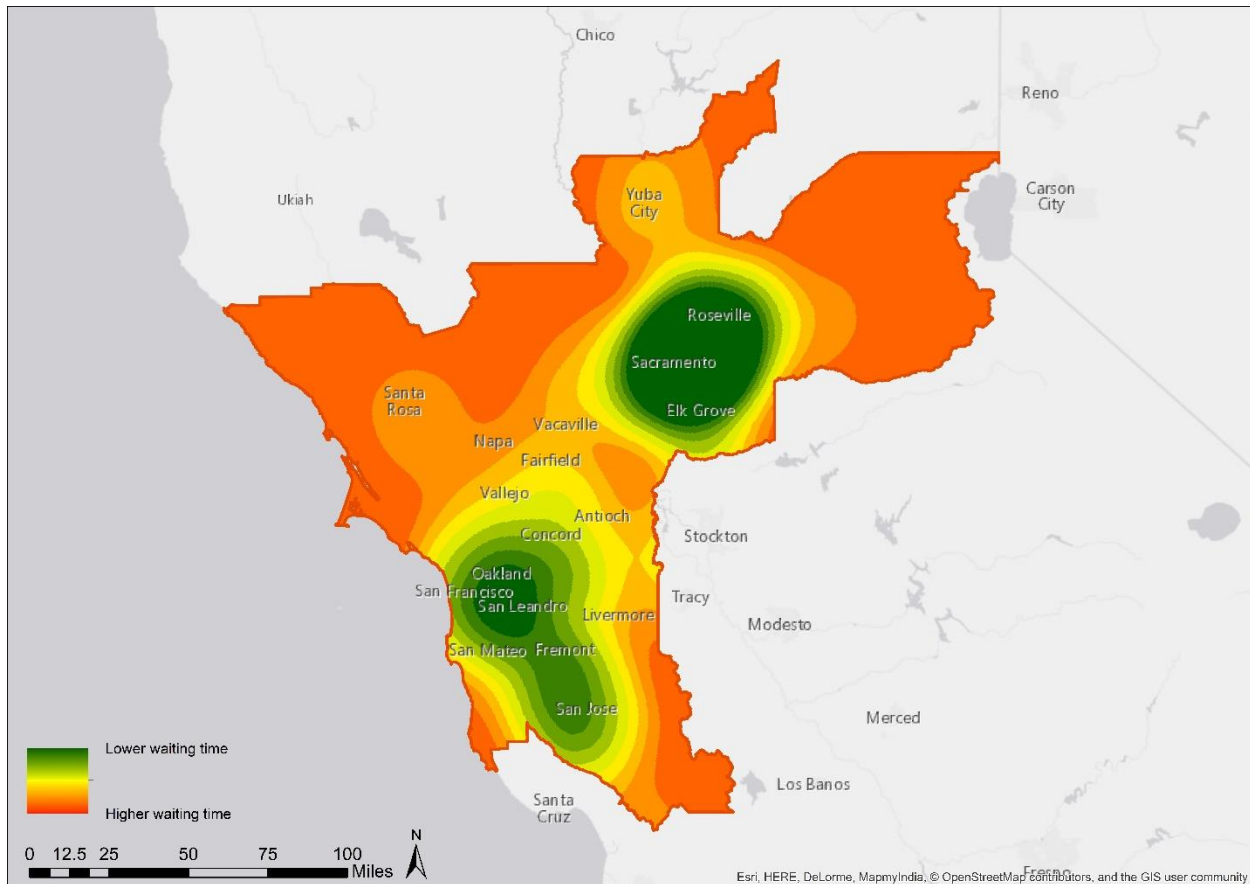 Chico
Reno
Ukiah
Yuba
City
Carson
City
Roseville
Sacramento
Santa
Rosa
Elk Grove
Vacaville
Napa
Fairfield
Vallejo
Antioch
Concord
Stockton
Oakland
San Francisco
San Leandro
Tracy
Livermore
Modesto
San Mateo
Fremont
San Jose
Merced
Lower waiting time
Higher waiting time
Los Banos
Santa
Cruz
N
0 12.5 25 50 75 100
Miles
Fresno
Esri, HERE, DeLorme, MapmyIndia, © OpenStreetMap contributors, and the GIS user community